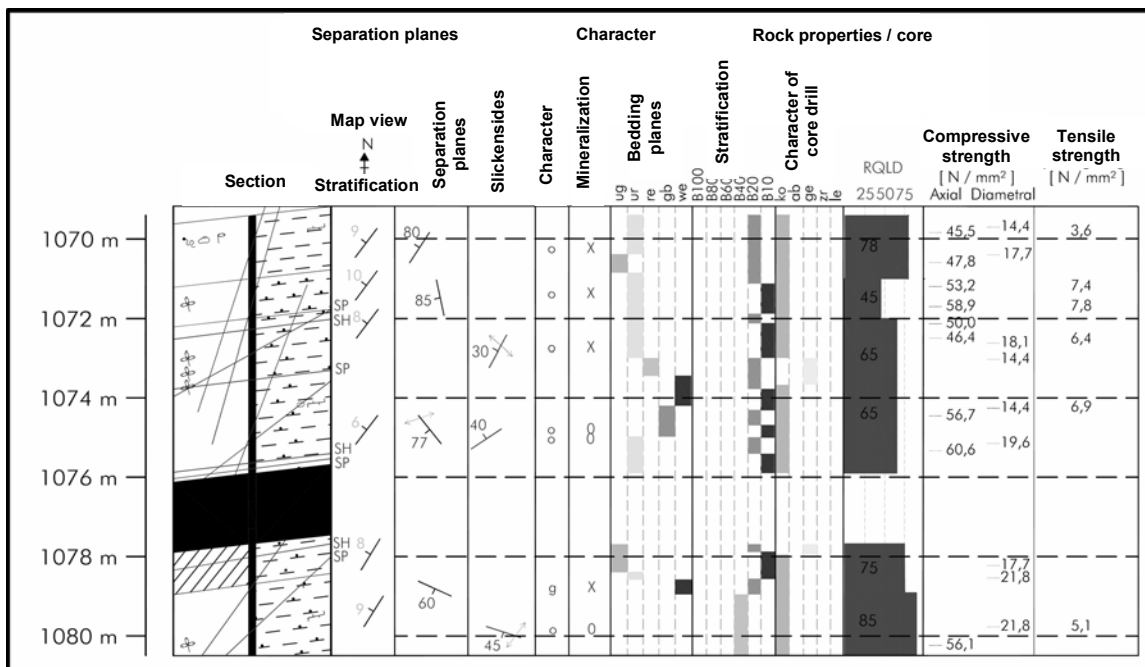 Separation planes Character Rock properties / core
Map view
N
Section
Stratification
Separation planes
Slickensides
Character
Mineralization
Bedding planes
Stratification
Character of core drill
RQLD
255075
Compressive strength
[ N / mm² ]
Axial Diametral
Tensile strength
[ N / mm² ]
ug ur re gb we B100 B80 B60 B40 B20 B10 ko ab ge zr le
1070 m 9 80 o X 78 45,5 14,4 3,6
17,7
47,8
10 53,2 7,4
85 o X 45
SP 58,9 7,8
1072 m SH 8 50,0
46,4 18,1 6,4
30 o X 65 14,4
SP
1074 m 65 56,7 14,4 6,9
6 77 40 o o O O 19,6
SH 60,6
SP
1076 m
SH 8
1078 m SP 75 17,7
21,8
60 g X
9 85 21,8 5,1
1080 m 45 o O 56,1